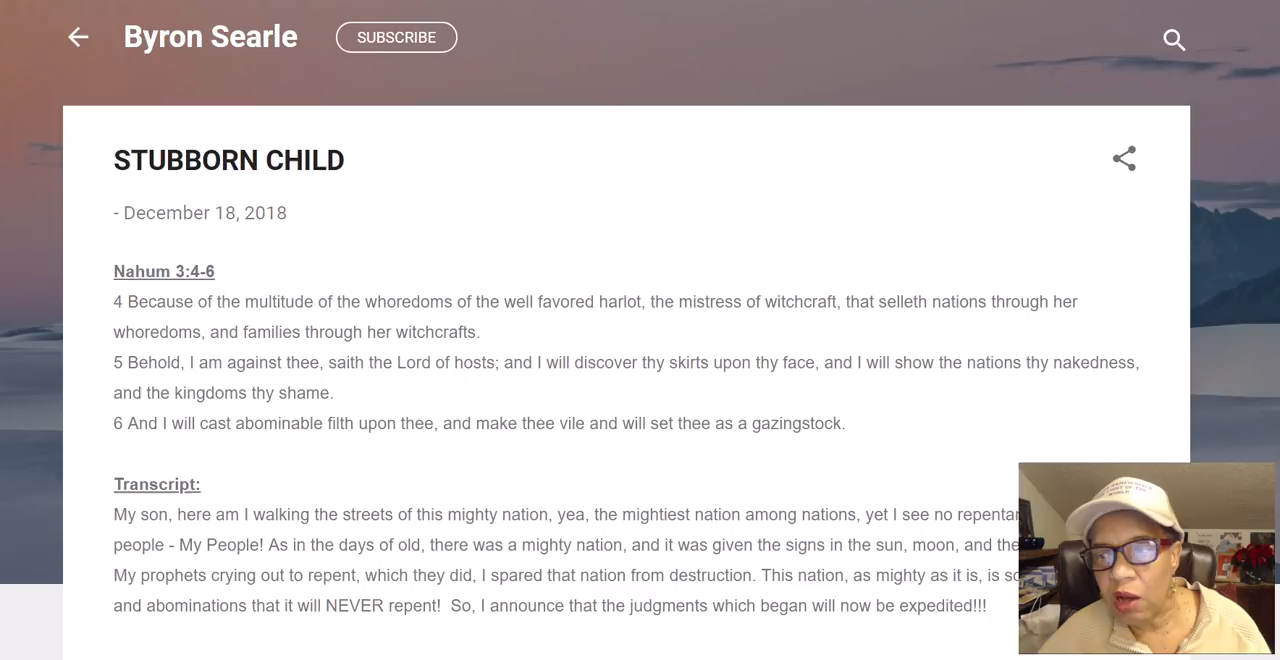 Byron Searle
SUBSCRIBE
STUBBORN CHILD
- December 18, 2018
Nahum 3:4-6
4 Because of the multitude of the whoredoms of the well favored harlot, the mistress of witchcraft, that selleth nations through her
whoredoms, and families through her witchcrafts.
5 Behold, I am against thee, saith the Lord of hosts; and I will discover thy skirts upon thy face, and I will show the nations thy nakedness,
and the kingdoms thy shame.
6 And I will cast abominable filth upon thee, and make thee vile and will set thee as a gazingstock.
Transcript:
My son, here am I walking the streets of this mighty nation, yea, the mightiest nation among nations, yet I see no
people - My People! As in the days of old, there was a mighty nation, and it was given the signs in the sun, moon, and the
My prophets crying out to repent, which they did, I spared that nation from destruction. This nation, as mighty as it is, is
and abominations that it will NEVER repent! So, I announce that the judgments which began will now be expedited!!!
WORLD